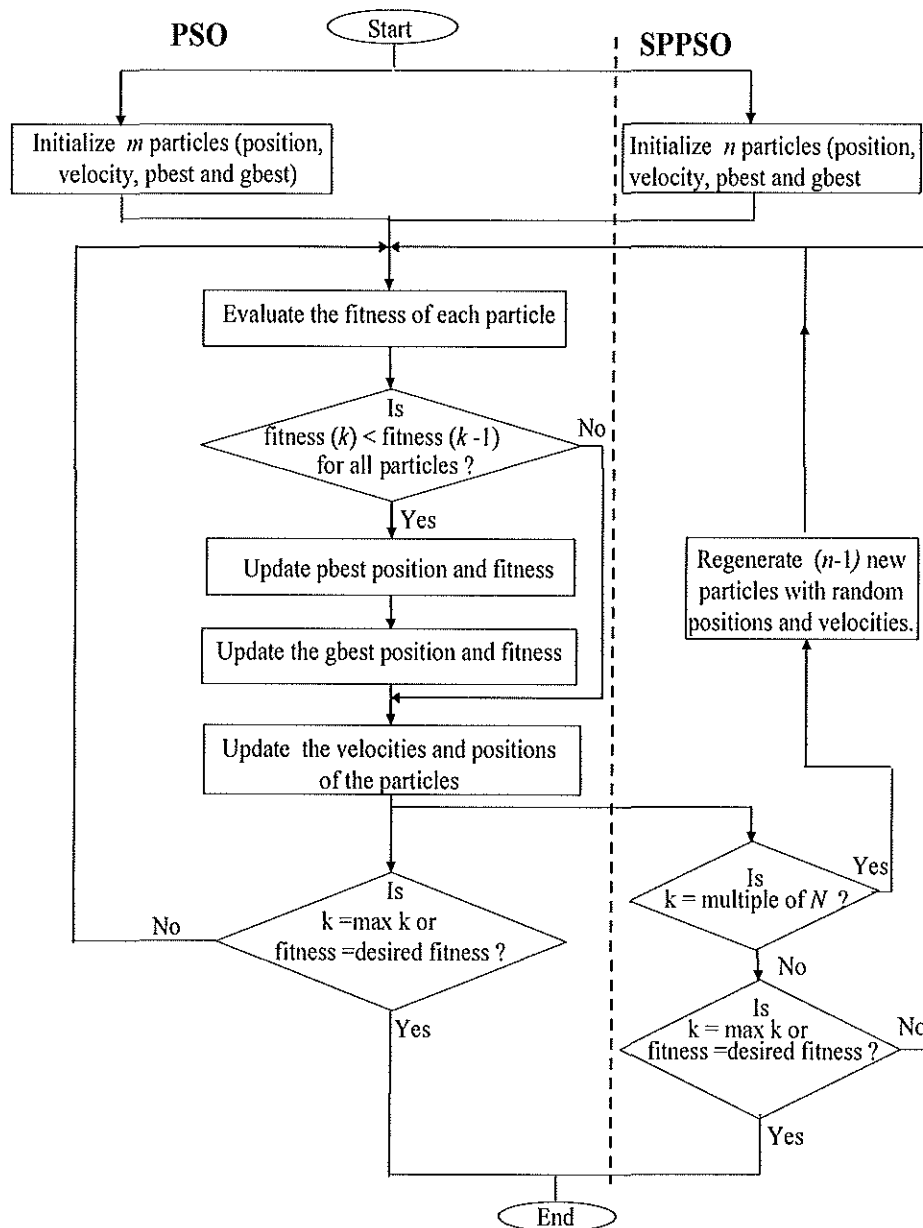 PSO
Start
SPPSO
Initialize m particles (position,
velocity, pbest and gbest)
Initialize n particles (position,
velocity, pbest and gbest
Evaluate the fitness of each particle
Is
fitness (k) < fitness (k -1)
for all particles ?
No
Yes
Update pbest position and fitness
Update the gbest position and fitness
Update the velocities and positions
of the particles
Regenerate (n-1) new
particles with random
positions and velocities.
Is
k = multiple of N ?
Yes
No
Is
k =max k or
fitness =desired fitness ?
No
Yes
Is
k = max k or
fitness =desired fitness ?
No
Yes
End